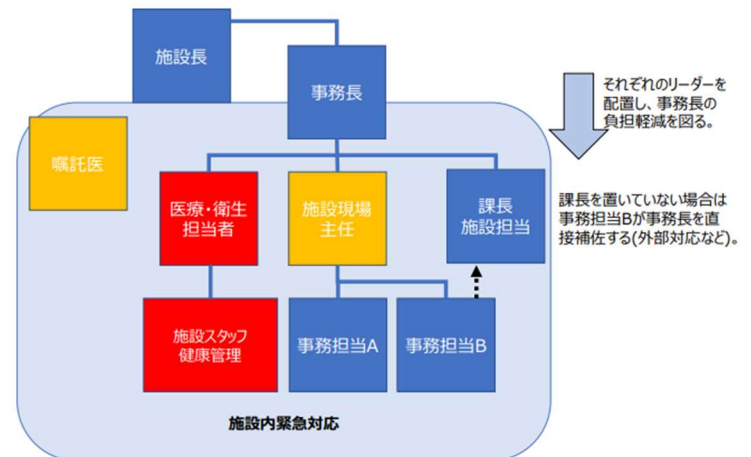 施設長
事務長
それぞれのリーダーを
配置し、事務長の
負担軽減を図る。
嘱託医
医療・衛生
担当者
施設現場
主任
課長
施設担当
課長を置いていない場合は
事務担当Bが事務長を直
接補佐する(外部対応など)。
施設スタッフ
健康管理
事務担当A
事務担当B
施設内緊急対応